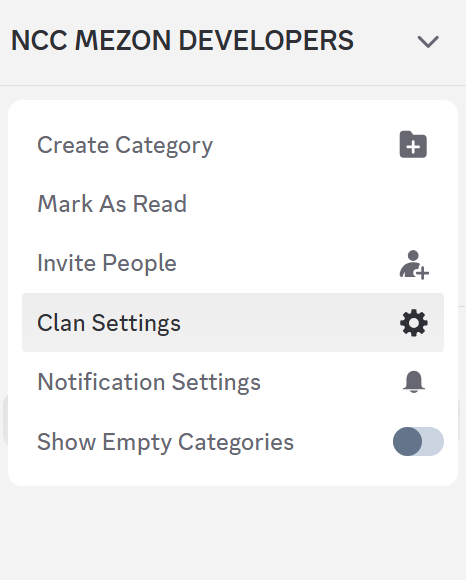 NCC MEZON DEVELOPERS
Create Category
Mark As Read
Invite People
Clan Settings
Notification Settings
Show Empty Categories